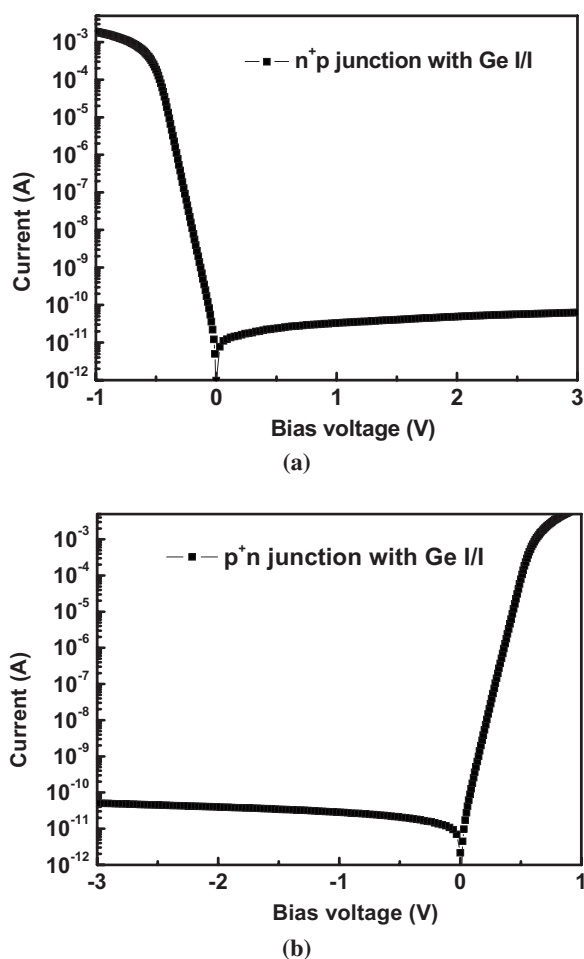 n⁺p junction with Ge I/I
10⁻³
10⁻⁴
10⁻⁵
10⁻⁶
10⁻⁷
10⁻⁸
10⁻⁹
10⁻¹⁰
10⁻¹¹
10⁻¹²
Current (A)
-1 0 1 2 3
Bias voltage (V)
(a)
p⁺n junction with Ge I/I
10⁻³
10⁻⁴
10⁻⁵
10⁻⁶
10⁻⁷
10⁻⁸
10⁻⁹
10⁻¹⁰
10⁻¹¹
10⁻¹²
Current (A)
-3 -2 -1 0 1
Bias voltage (V)
(b)